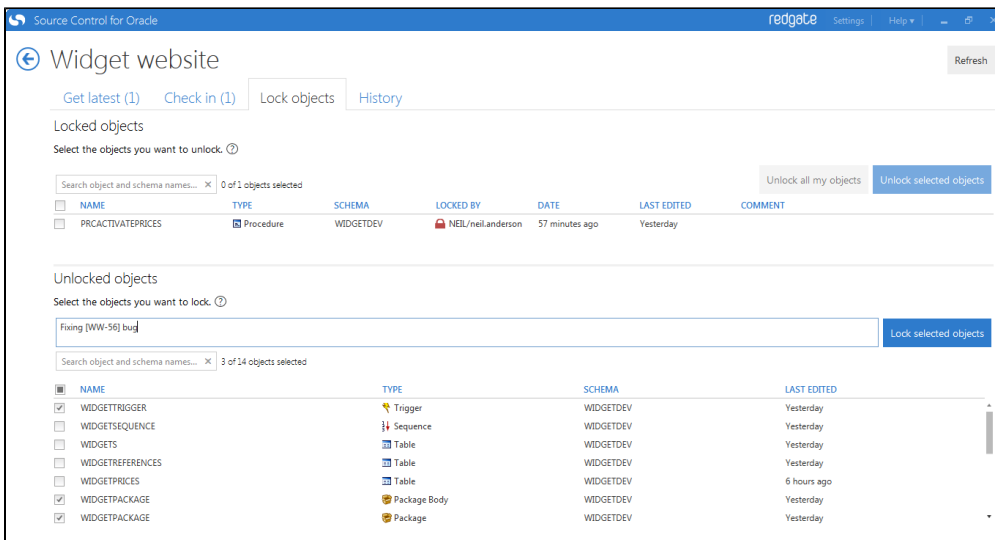 Source Control for Oracle redgate Settings Help
Widget website Refresh
Get latest (1) Check in (1) Lock objects History
Locked objects
Select the objects you want to unlock. ?
Search object and schema names... × 0 of 1 objects selected Unlock all my objects Unlock selected objects
NAME TYPE SCHEMA LOCKED BY DATE LAST EDITED COMMENT
PRCACTIVATEPRICES Procedure WIDGETDEV NEIL/neil.anderson 57 minutes ago Yesterday
Unlocked objects
Select the objects you want to lock. ?
Fixing [WW-56] bug Lock selected objects
Search object and schema names... × 3 of 14 objects selected
NAME TYPE SCHEMA LAST EDITED
WIDGETTRIGGER Trigger WIDGETDEV Yesterday
WIDGETSEQUENCE Sequence WIDGETDEV Yesterday
WIDGETS Table WIDGETDEV Yesterday
WIDGETREFERENCES Table WIDGETDEV Yesterday
WIDGETPRICES Table WIDGETDEV 6 hours ago
WIDGETPACKAGE Package Body WIDGETDEV Yesterday
WIDGETPACKAGE Package WIDGETDEV Yesterday